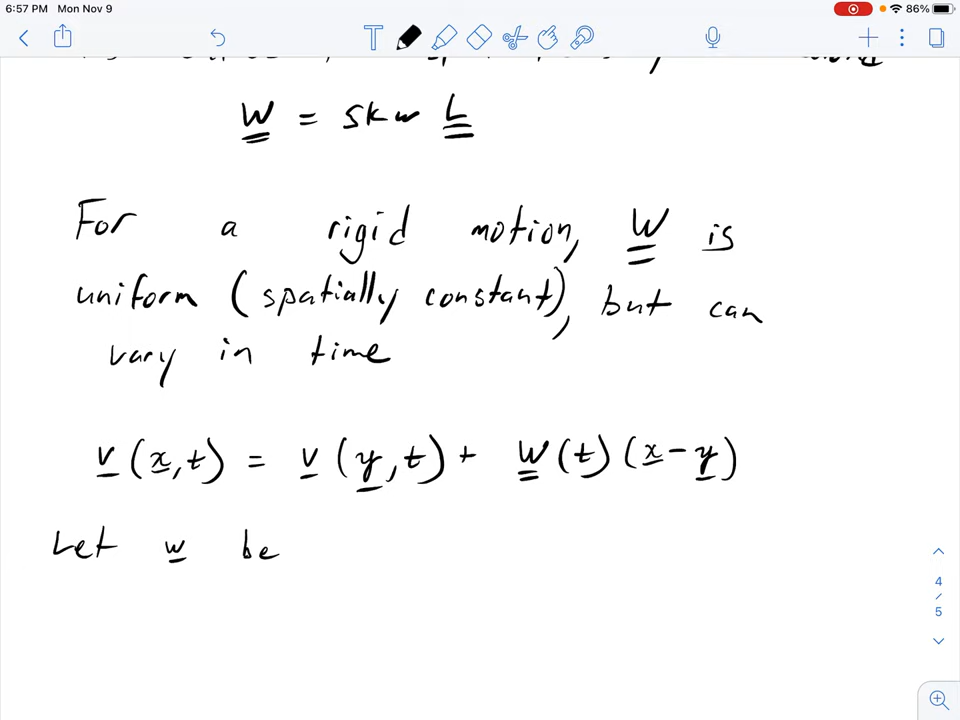 6:57 PM Mon Nov 9 86%
W = skw L
For a rigid motion, W is
uniform (spatially constant), but can
vary in time
v(x,t) = v(y,t) + W(t)(x-y)
Let w be
4
/
5